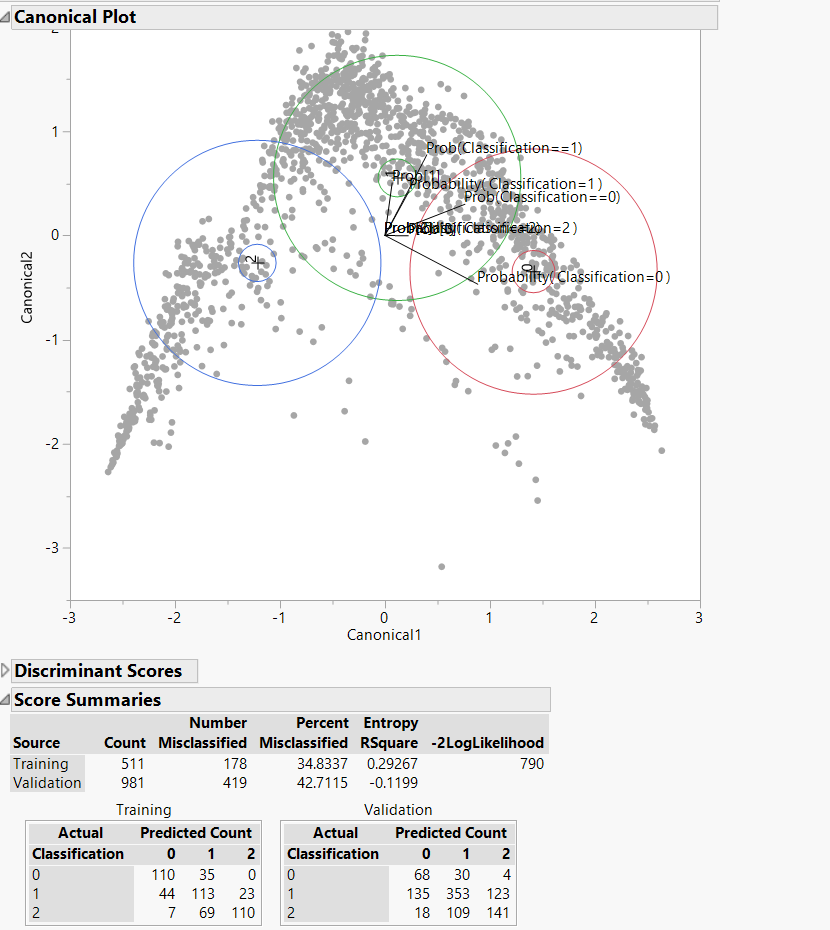 Canonical Plot
2
1
0
-1
-2
-3
Canonical2
Prob(Classification==1)
Prob[1]
Probability( Classification=1 )
Prob(Classification==0)
Classification=2 )
Probability( Classification=0 )
1
2
0
-3 -2 -1 0 1 2 3
Canonical1
Discriminant Scores
Score Summaries
Number Percent Entropy
Source Count Misclassified Misclassified RSquare -2LogLikelihood
Training 511 178 34.8337 0.29267 790
Validation 981 419 42.7115 -0.1199
Training Validation
Actual Predicted Count Actual Predicted Count
Classification 0 1 2 Classification 0 1 2
0 110 35 0 0 68 30 4
1 44 113 23 1 135 353 123
2 7 69 110 2 18 109 141